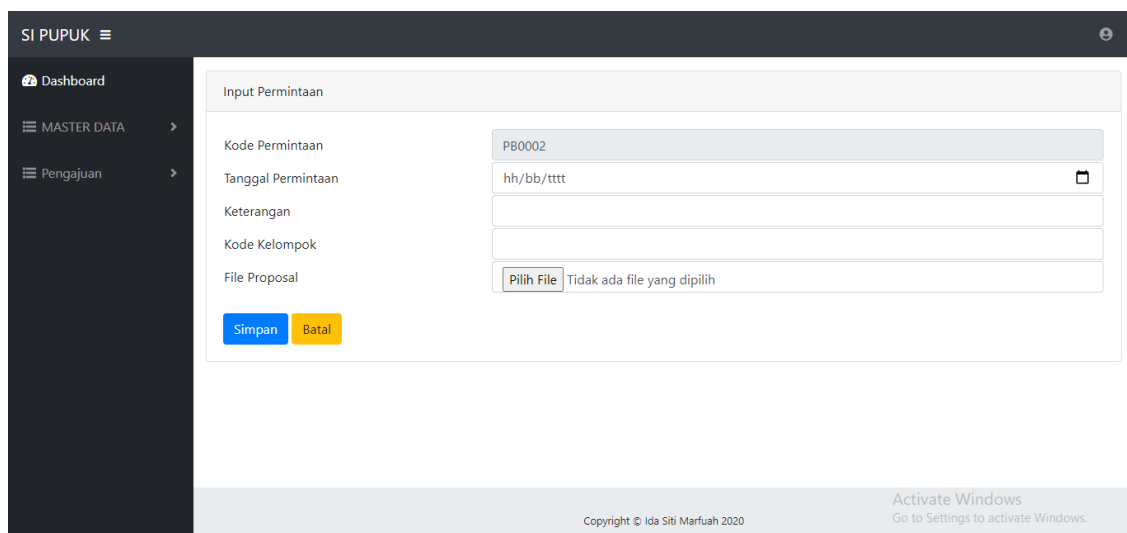 SI PUPUK
Dashboard
MASTER DATA
Pengajuan
Input Permintaan
Kode Permintaan PB0002
Tanggal Permintaan hh/bb/tttt
Keterangan
Kode Kelompok
File Proposal Pilih File Tidak ada file yang dipilih
Simpan Batal
Activate Windows
Go to Settings to activate Windows.
Copyright © Ida Siti Marfuah 2020